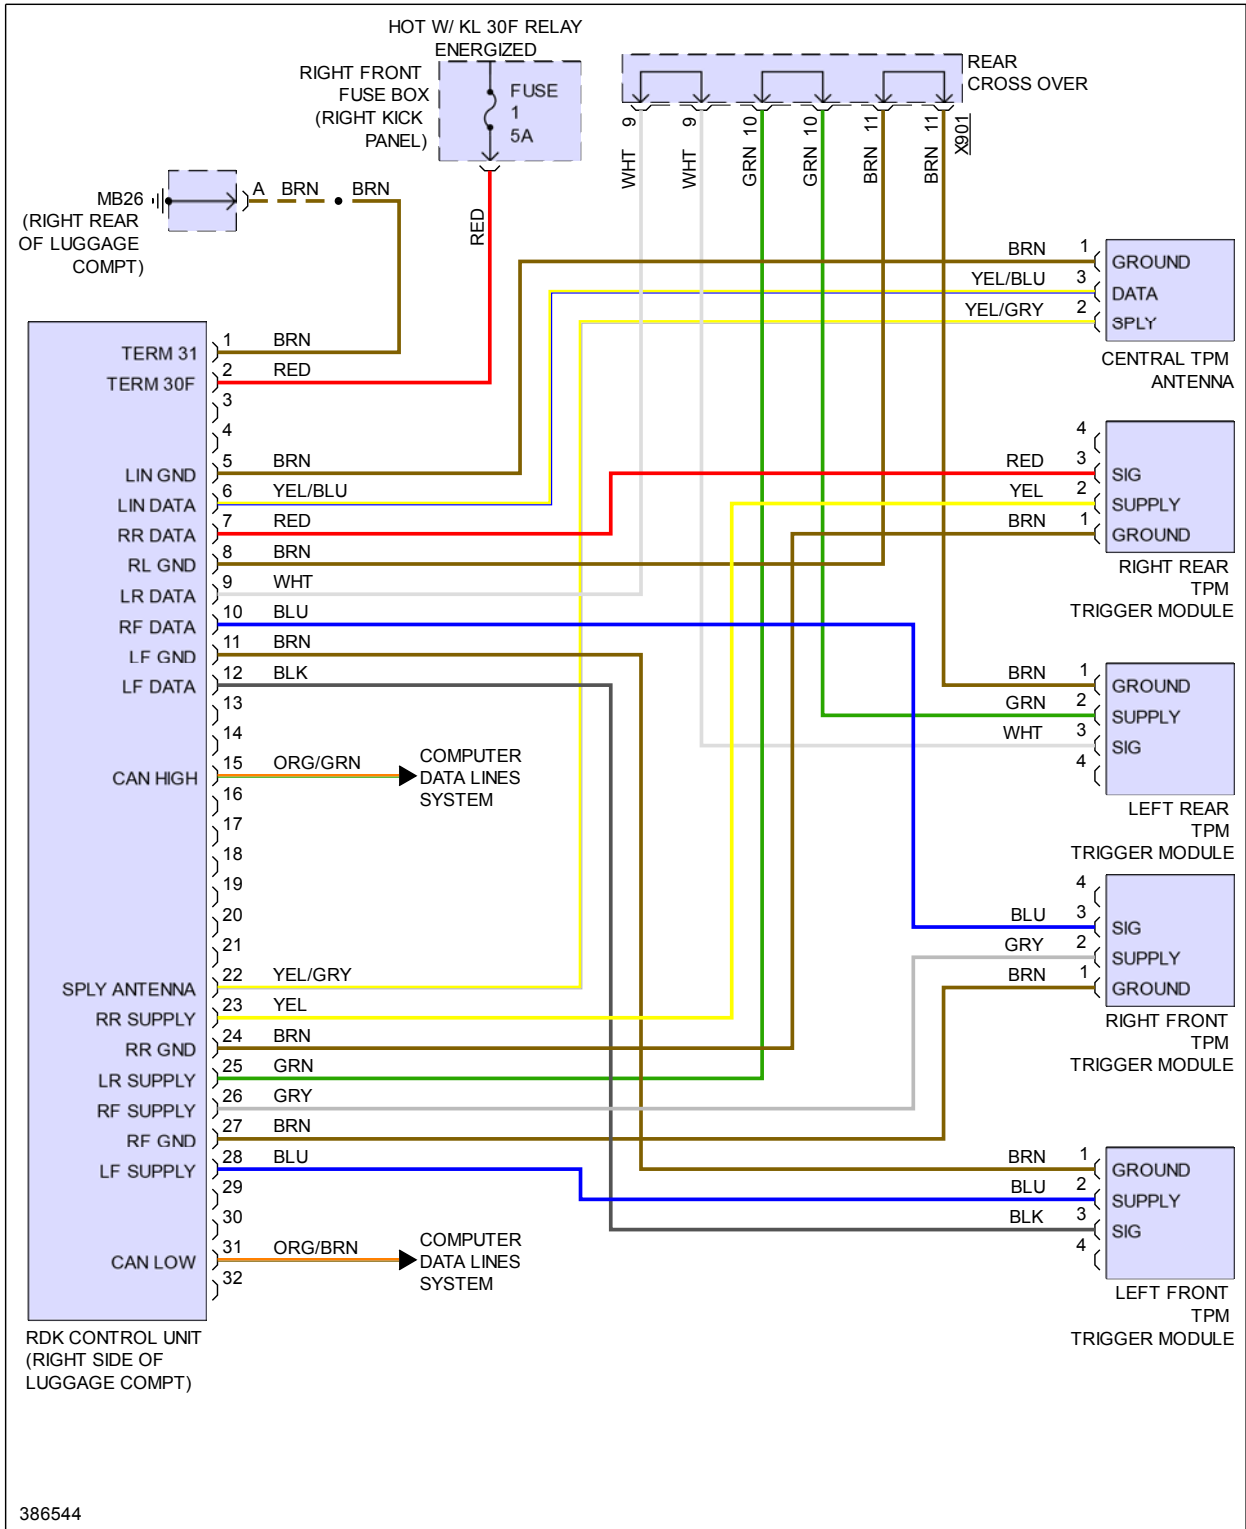 HOT W/ KL 30F RELAY
ENERGIZED
RIGHT FRONT
FUSE BOX
(RIGHT KICK
PANEL)
FUSE
1
5A
RED
REAR
CROSS OVER
9
9
10
10
11
11
X901
WHT
WHT
GRN
GRN
BRN
BRN
MB26
(RIGHT REAR
OF LUGGAGE
COMPT)
A BRN BRN
TERM 31 1 BRN
TERM 30F 2 RED
3
4
LIN GND 5 BRN
LIN DATA 6 YEL/BLU
RR DATA 7 RED
RL GND 8 BRN
LR DATA 9 WHT
RF DATA 10 BLU
LF GND 11 BRN
LF DATA 12 BLK
13
14
CAN HIGH 15 ORG/GRN
COMPUTER
DATA LINES
SYSTEM
16
17
18
19
20
21
SPLY ANTENNA 22 YEL/GRY
RR SUPPLY 23 YEL
RR GND 24 BRN
LR SUPPLY 25 GRN
RF SUPPLY 26 GRY
RF GND 27 BRN
LF SUPPLY 28 BLU
29
30
CAN LOW 31 ORG/BRN
COMPUTER
DATA LINES
SYSTEM
32
RDK CONTROL UNIT
(RIGHT SIDE OF
LUGGAGE COMPT)
BRN 1 GROUND
YEL/BLU 3 DATA
YEL/GRY 2 SPLY
CENTRAL TPM
ANTENNA
4
RED 3 SIG
YEL 2 SUPPLY
BRN 1 GROUND
RIGHT REAR
TPM
TRIGGER MODULE
BRN 1 GROUND
GRN 2 SUPPLY
WHT 3 SIG
4
LEFT REAR
TPM
TRIGGER MODULE
4
BLU 3 SIG
GRY 2 SUPPLY
BRN 1 GROUND
RIGHT FRONT
TPM
TRIGGER MODULE
BRN 1 GROUND
BLU 2 SUPPLY
BLK 3 SIG
4
LEFT FRONT
TPM
TRIGGER MODULE
386544